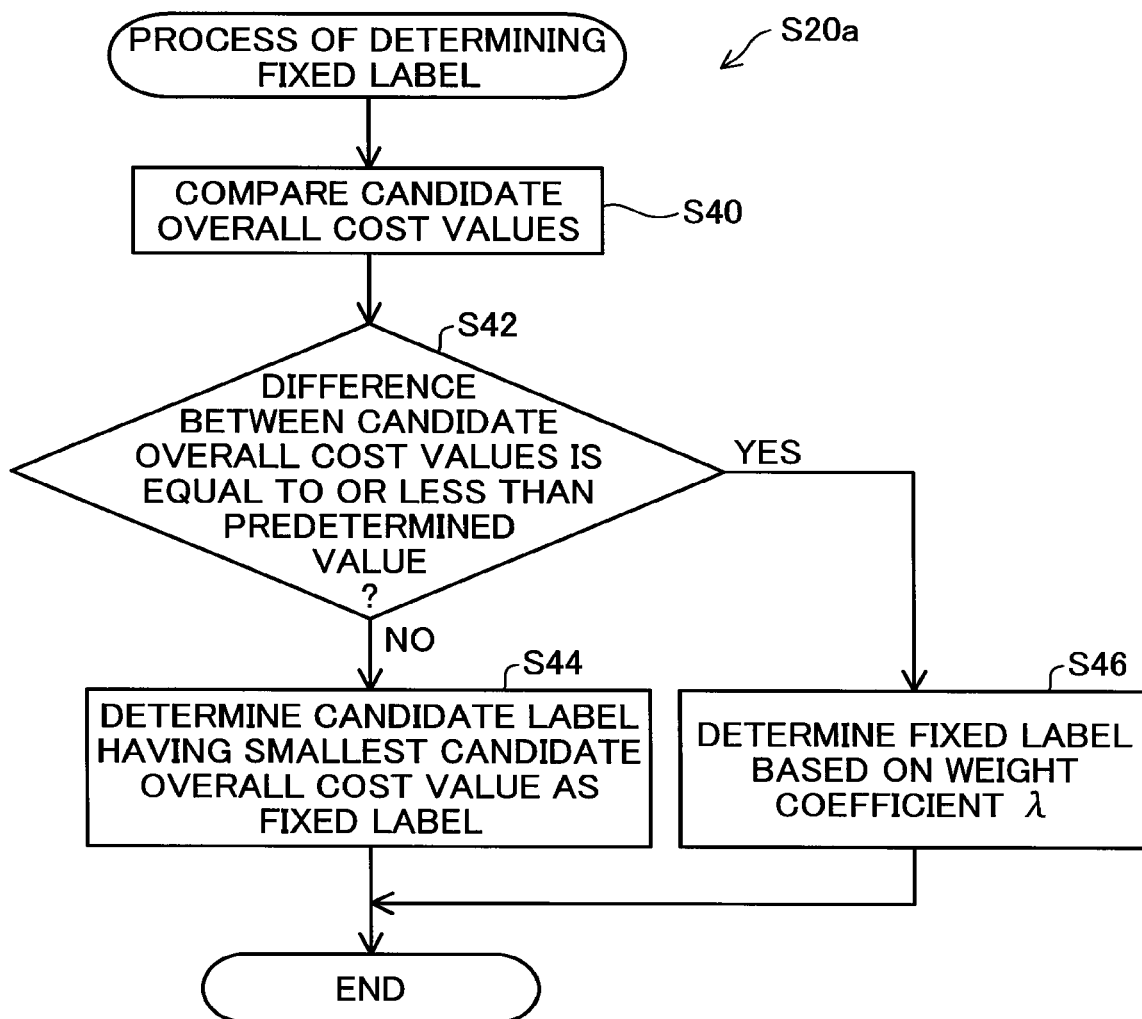 PROCESS OF DETERMINING
FIXED LABEL
S20a
COMPARE CANDIDATE
OVERALL COST VALUES
S40
S42
DIFFERENCE
BETWEEN CANDIDATE
OVERALL COST VALUES IS
EQUAL TO OR LESS THAN
PREDETERMINED
VALUE
?
YES
NO
S44
DETERMINE CANDIDATE LABEL
HAVING SMALLEST CANDIDATE
OVERALL COST VALUE AS
FIXED LABEL
S46
DETERMINE FIXED LABEL
BASED ON WEIGHT
COEFFICIENT λ
END